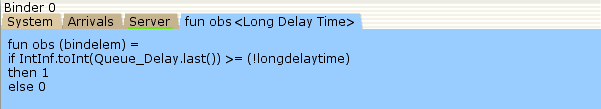 Binder 0
System Arrivals Server fun obs <Long Delay Time>
fun obs (bindelem) =
if IntInf.toInt(Queue_Delay.last()) >= (!longdelaytime)
then 1
else 0